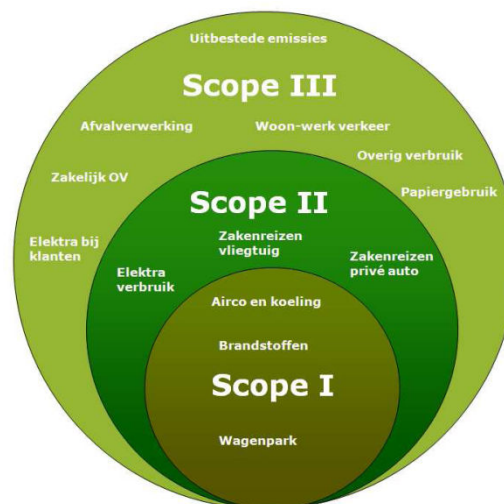 Uitbestede emissies
Scope III
Afvalverwerking
Woon-werk verkeer
Overig verbruik
Zakelijk OV
Papiergebruik
Scope II
Elektra bij
klanten
Zakenreizen
vliegtuig
Zakenreizen
privé auto
Elektra
verbruik
Airco en koeling
Brandstoffen
Scope I
Wagenpark